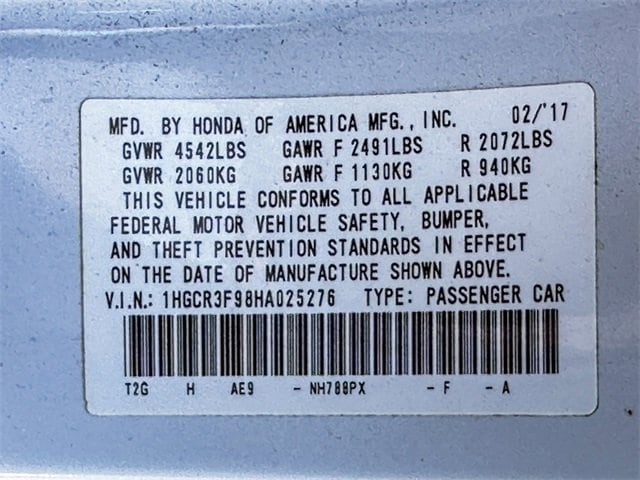 MFD. BY HONDA OF AMERICA MFG., INC. 02/'17
GVWR 4542LBS GAWR F 2491LBS R 2072LBS
GVWR 2060KG GAWR F 1130KG R 940KG
THIS VEHICLE CONFORMS TO ALL APPLICABLE
FEDERAL MOTOR VEHICLE SAFETY, BUMPER,
AND THEFT PREVENTION STANDARDS IN EFFECT
ON THE DATE OF MANUFACTURE SHOWN ABOVE.
V.I.N.: 1HGCR3F98HA025276 TYPE: PASSENGER CAR
T2G H AE9 - NH788PX - F - A